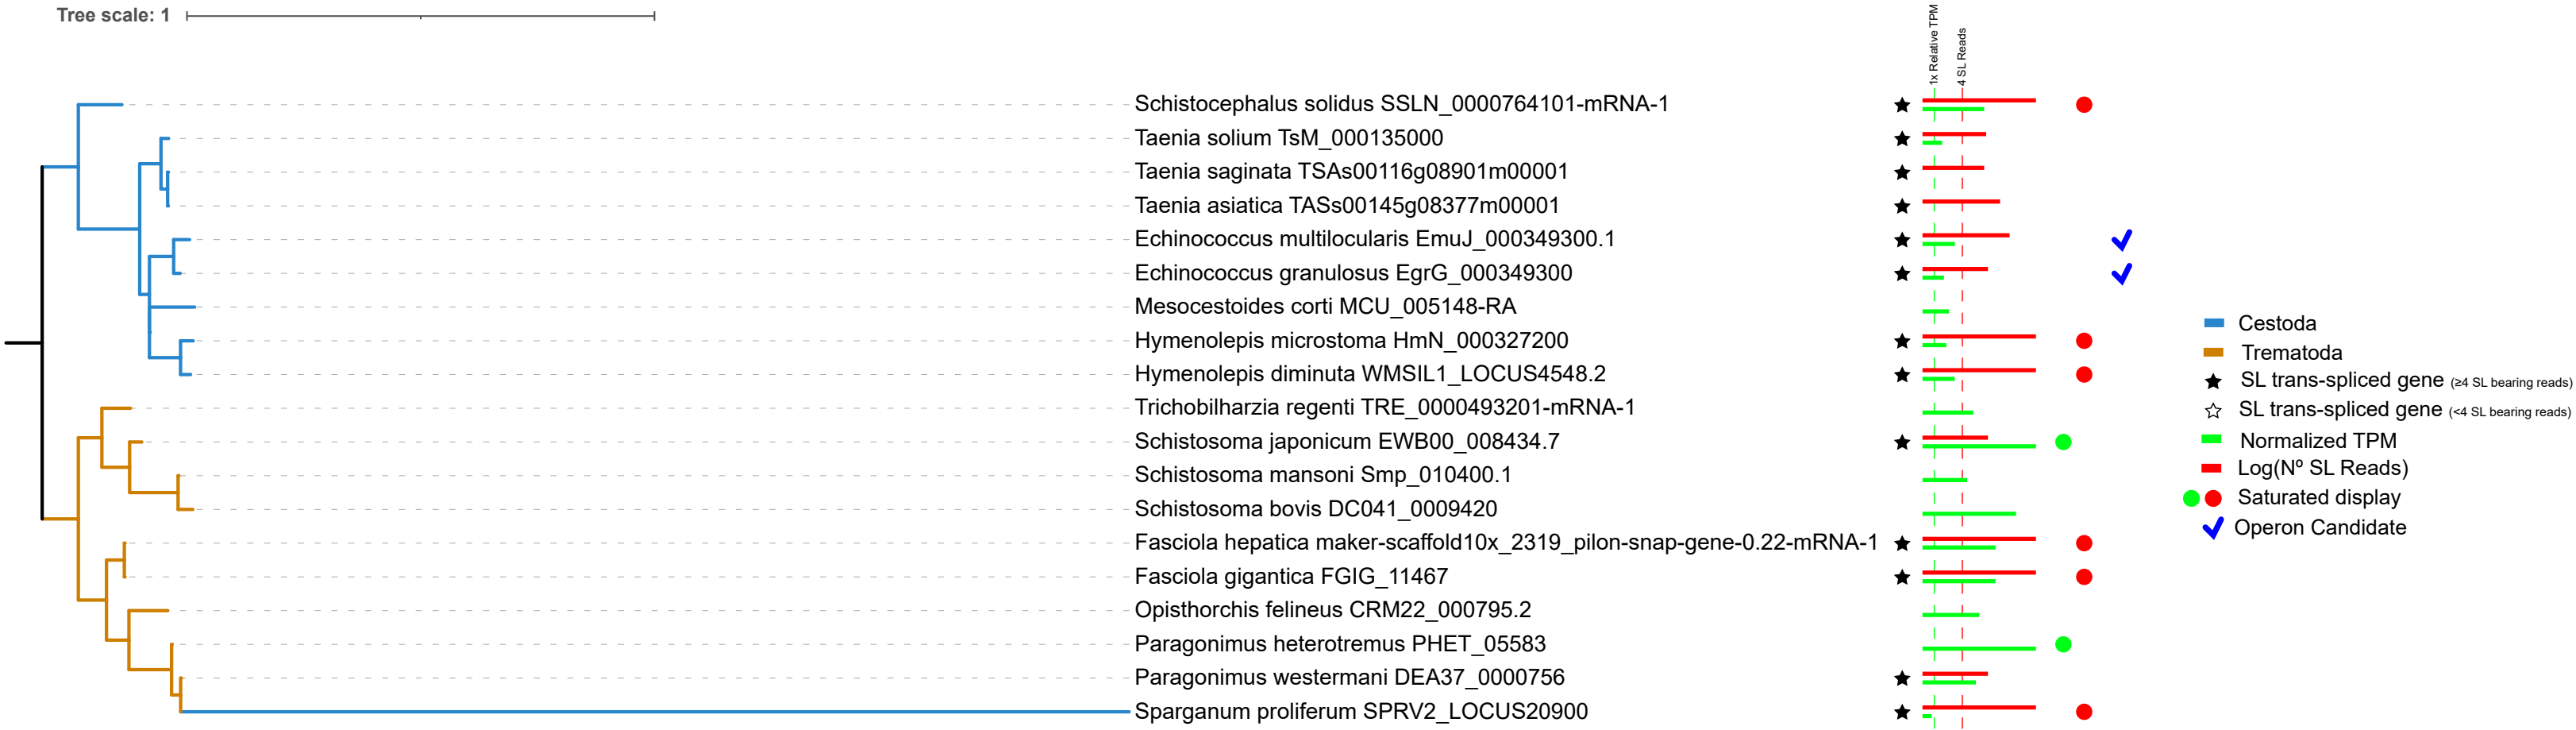 Tree scale: 1
1x Relative TPM
4 SL Reads
Schistocephalus solidus SSLN_0000764101-mRNA-1
Taenia solium TsM_000135000
Taenia saginata TSAs00116g08901m00001
Taenia asiatica TASs00145g08377m00001
Echinococcus multilocularis EmuJ_000349300.1
Echinococcus granulosus EgrG_000349300
Mesocestoides corti MCU_005148-RA
Hymenolepis microstoma HmN_000327200
Hymenolepis diminuta WMSIL1_LOCUS4548.2
Trichobilharzia regenti TRE_0000493201-mRNA-1
Schistosoma japonicum EWB00_008434.7
Schistosoma mansoni Smp_010400.1
Schistosoma bovis DC041_0009420
Fasciola hepatica maker-scaffold10x_2319_pilon-snap-gene-0.22-mRNA-1
Fasciola gigantica FGIG_11467
Opisthorchis felineus CRM22_000795.2
Paragonimus heterotremus PHET_05583
Paragonimus westermani DEA37_0000756
Sparganum proliferum SPRV2_LOCUS20900
Cestoda
Trematoda
SL trans-spliced gene (≥4 SL bearing reads)
SL trans-spliced gene (<4 SL bearing reads)
Normalized TPM
Log(Nº SL Reads)
Saturated display
Operon Candidate